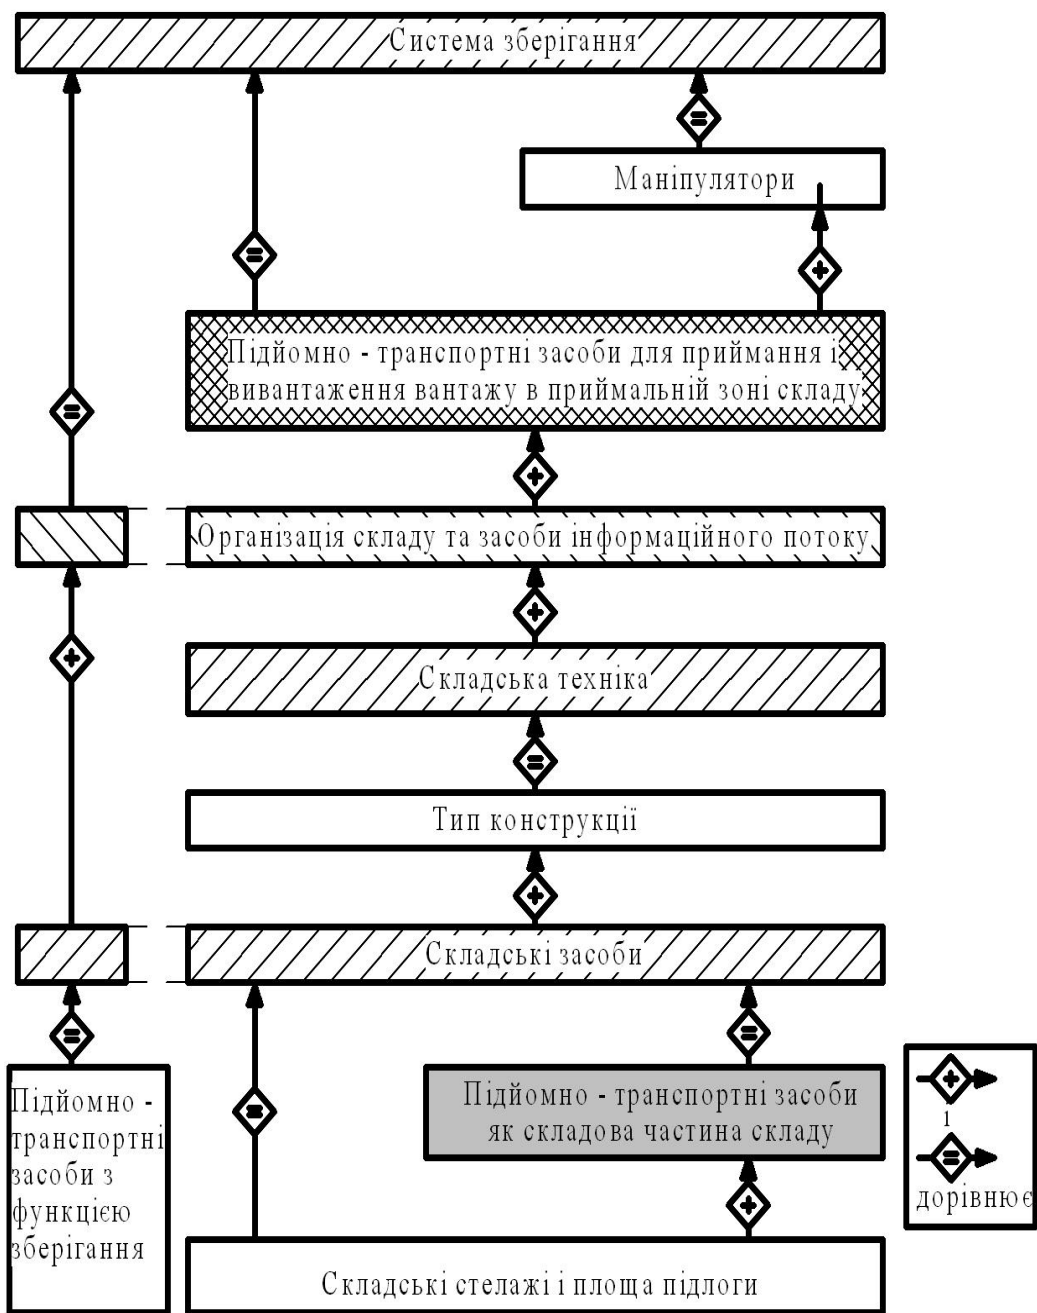 Система зберігання
Маніпулятори
Підйомно - транспортні засоби для приймання і
вивантаження вантажу в приймальній зоні складу
Організація складу та засоби інформаційного потоку
Складська техніка
Тип конструкції
Складські засоби
Підйомно -
транспортні
засоби з
функцією
зберігання
Підйомно - транспортні засоби
як складова частина складу
Складські стелажі і площа підлоги
і
дорівнює